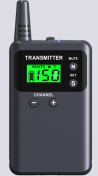 TRANSMITTER
MUTE
M
150
SET
S
CHANNEL
− +